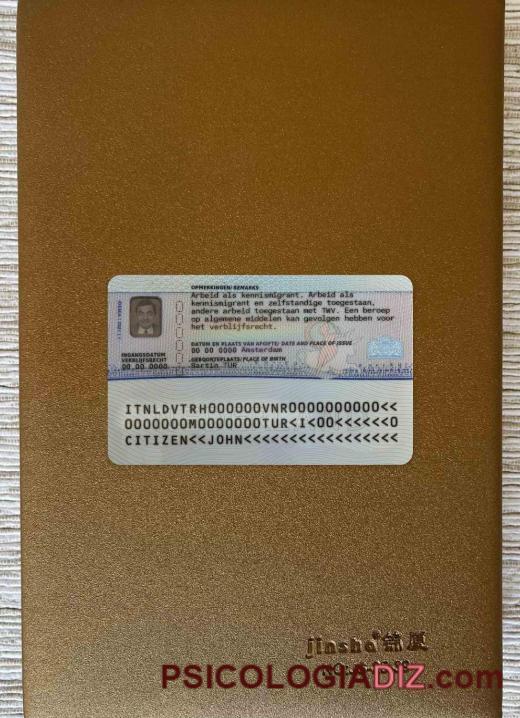 OPMERKINGEN/ REMARKS
Arbeid als kennismigrant. Arbeid als
kennismigrant en zelfstandige toegestaan,
andere arbeid toegestaan met TWV. Een beroep
op algemene middelen kan gevolgen hebben voor
het verblijfsrecht.
DATUM EN PLAATS VAN AFGIFTE/ DATE AND PLACE OF ISSUE
00 00 0000 Amsterdam
INGANGSDATUM
VERBLIJFSRECHT
00 00 0000
GEBOORTEPLAATS/ PLACE OF BIRTH
Bartin TUR
ITNLDVTRH000000VNR0000000000<<
0000000M0000000TUR<I<00<<<<<<0
CITIZEN<<JOHN<<<<<<<<<<<<<<<<<
jinsha®锦厦
PSICOLOGIADIZ.com